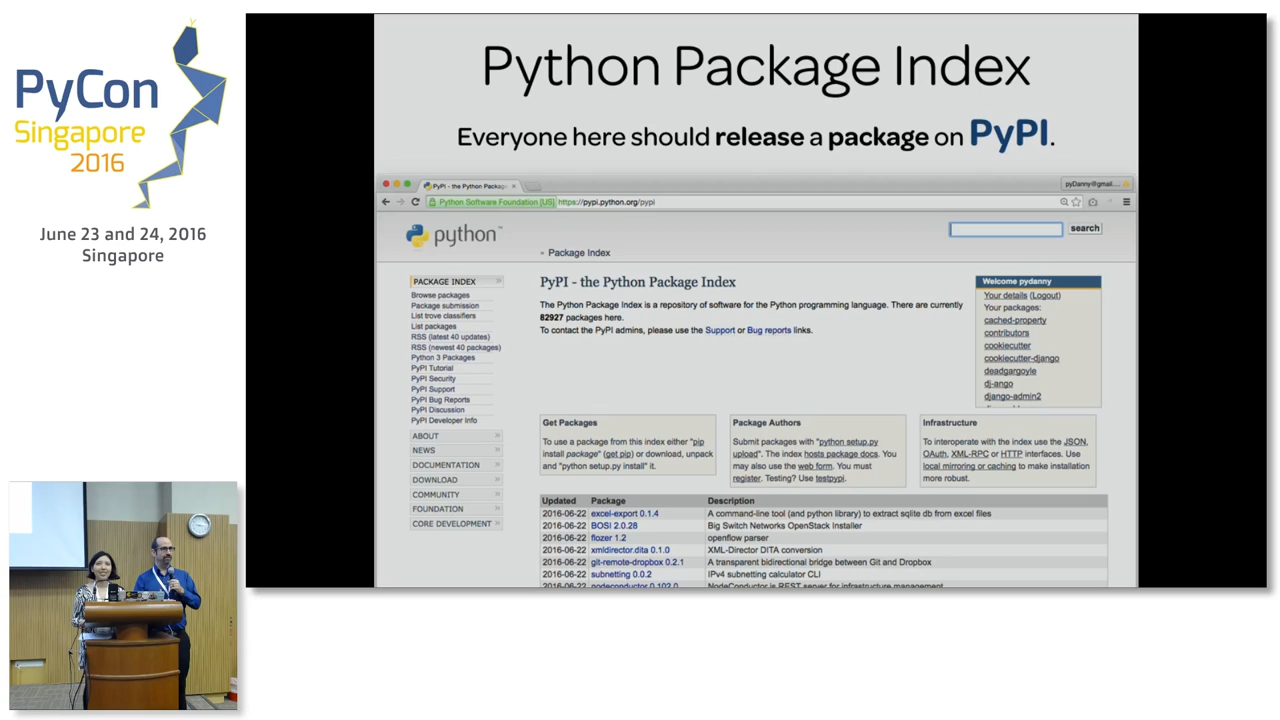 PyCon
Singapore
2016
June 23 and 24, 2016
Singapore
Python Package Index
Everyone here should release a package on PyPI.
PyPI - the Python Package
pyDanny@gmail....
Python Software Foundation [US]
https://pypi.python.org/pypi
python™
search
» Package Index
PACKAGE INDEX »
Browse packages
Package submission
List trove classifiers
List packages
RSS (latest 40 updates)
RSS (newest 40 packages)
Python 3 Packages
PyPI Tutorial
PyPI Security
PyPI Support
PyPI Bug Reports
PyPI Discussion
PyPI Developer Info
ABOUT »
NEWS »
DOCUMENTATION »
DOWNLOAD »
COMMUNITY »
FOUNDATION »
CORE DEVELOPMENT »
PyPI - the Python Package Index
The Python Package Index is a repository of software for the Python programming language. There are currently
82927 packages here.
To contact the PyPI admins, please use the Support or Bug reports links.
Welcome pydanny
Your details (Logout)
Your packages:
cached-property
contributors
cookiecutter
cookiecutter-django
deadgargoyle
dj-ango
django-admin2
Get Packages
To use a package from this index either "pip
install package" (get pip) or download, unpack
and "python setup.py install" it.
Package Authors
Submit packages with "python setup.py
upload". The index hosts package docs. You
may also use the web form. You must
register. Testing? Use testpypi.
Infrastructure
To interoperate with the index use the JSON,
OAuth, XML-RPC or HTTP interfaces. Use
local mirroring or caching to make installation
more robust.
Updated Package Description
2016-06-22 excel-export 0.1.4 A command-line tool (and python library) to extract sqlite db from excel files
2016-06-22 BOSI 2.0.28 Big Switch Networks OpenStack Installer
2016-06-22 flozer 1.2 openflow parser
2016-06-22 xmldirector.dita 0.1.0 XML-Director DITA conversion
2016-06-22 git-remote-dropbox 0.2.1 A transparent bidirectional bridge between Git and Dropbox
2016-06-22 subnetting 0.0.2 IPv4 subnetting calculator CLI
2016-06-22 nodeconductor 0.102.0 NodeConductor is REST server for infrastructure management